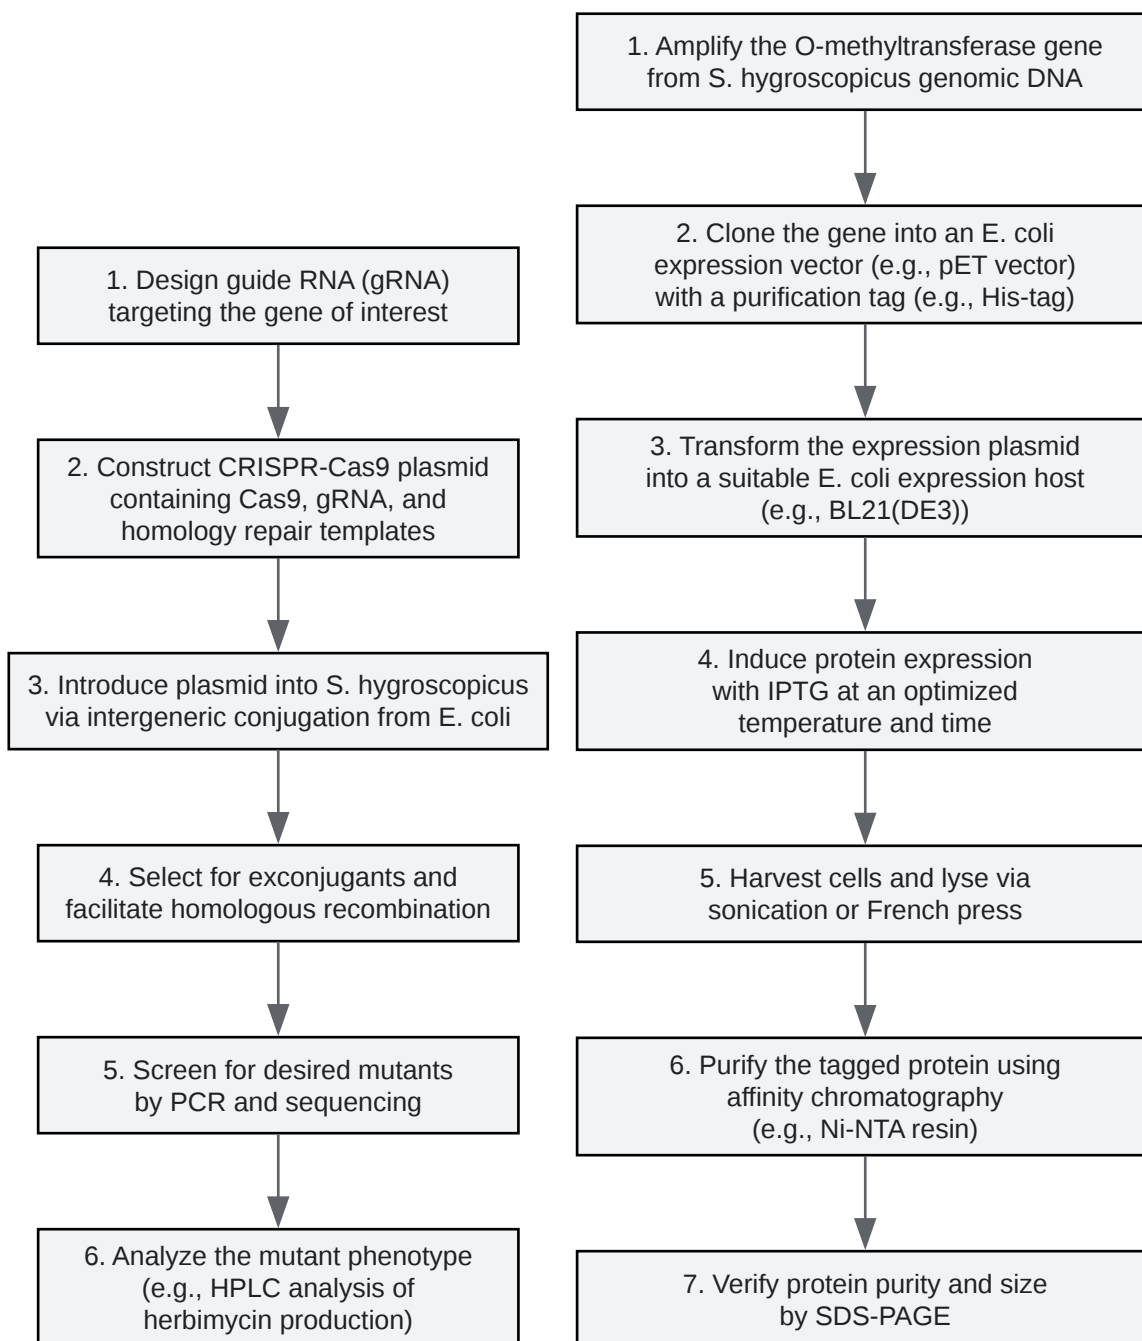 1. Design guide RNA (gRNA)
targeting the gene of interest
2. Construct CRISPR-Cas9 plasmid
containing Cas9, gRNA, and
homology repair templates
3. Introduce plasmid into S. hygroscopicus
via intergeneric conjugation from E. coli
4. Select for exconjugants and
facilitate homologous recombination
5. Screen for desired mutants
by PCR and sequencing
6. Analyze the mutant phenotype
(e.g., HPLC analysis of
herbimycin production)
1. Amplify the O-methyltransferase gene
from S. hygroscopicus genomic DNA
2. Clone the gene into an E. coli
expression vector (e.g., pET vector)
with a purification tag (e.g., His-tag)
3. Transform the expression plasmid
into a suitable E. coli expression host
(e.g., BL21(DE3))
4. Induce protein expression
with IPTG at an optimized
temperature and time
5. Harvest cells and lyse via
sonication or French press
6. Purify the tagged protein using
affinity chromatography
(e.g., Ni-NTA resin)
7. Verify protein purity and size
by SDS-PAGE